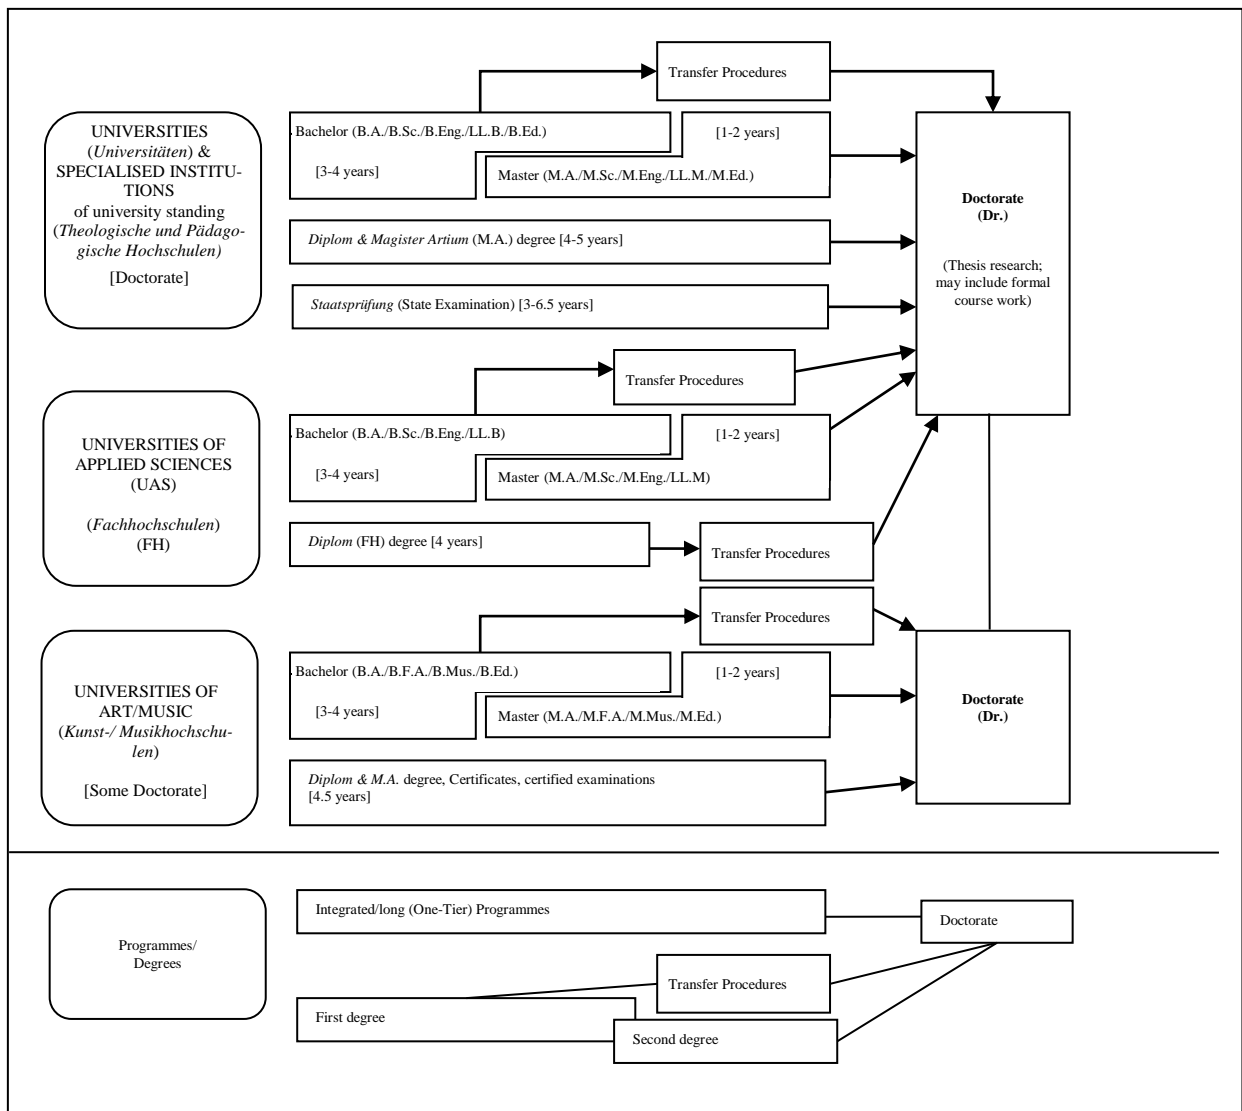 Transfer Procedures
UNIVERSITIES
(Universitäten) &
SPECIALISED INSTITU-
TIONS
of university standing
(Theologische und Pädago-
gische Hochschulen)
[Doctorate]
Bachelor (B.A./B.Sc./B.Eng./LL.B./B.Ed.)
[1-2 years]
[3-4 years]
Master (M.A./M.Sc./M.Eng./LL.M./M.Ed.)
Diplom & Magister Artium (M.A.) degree [4-5 years]
Staatsprüfung (State Examination) [3-6.5 years]
Doctorate
(Dr.)
(Thesis research;
may include formal
course work)
Transfer Procedures
UNIVERSITIES OF
APPLIED SCIENCES
(UAS)
(Fachhochschulen)
(FH)
Bachelor (B.A./B.Sc./B.Eng./LL.B)
[1-2 years]
[3-4 years]
Master (M.A./M.Sc./M.Eng./LL.M)
Diplom (FH) degree [4 years]
Transfer Procedures
Transfer Procedures
UNIVERSITIES OF
ART/MUSIC
(Kunst-/ Musikhochschu-
len)
[Some Doctorate]
Bachelor (B.A./B.F.A./B.Mus./B.Ed.)
[1-2 years]
[3-4 years]
Master (M.A./M.F.A./M.Mus./M.Ed.)
Diplom & M.A. degree, Certificates, certified examinations
[4.5 years]
Doctorate
(Dr.)
Programmes/
Degrees
Integrated/long (One-Tier) Programmes
Doctorate
Transfer Procedures
First degree
Second degree